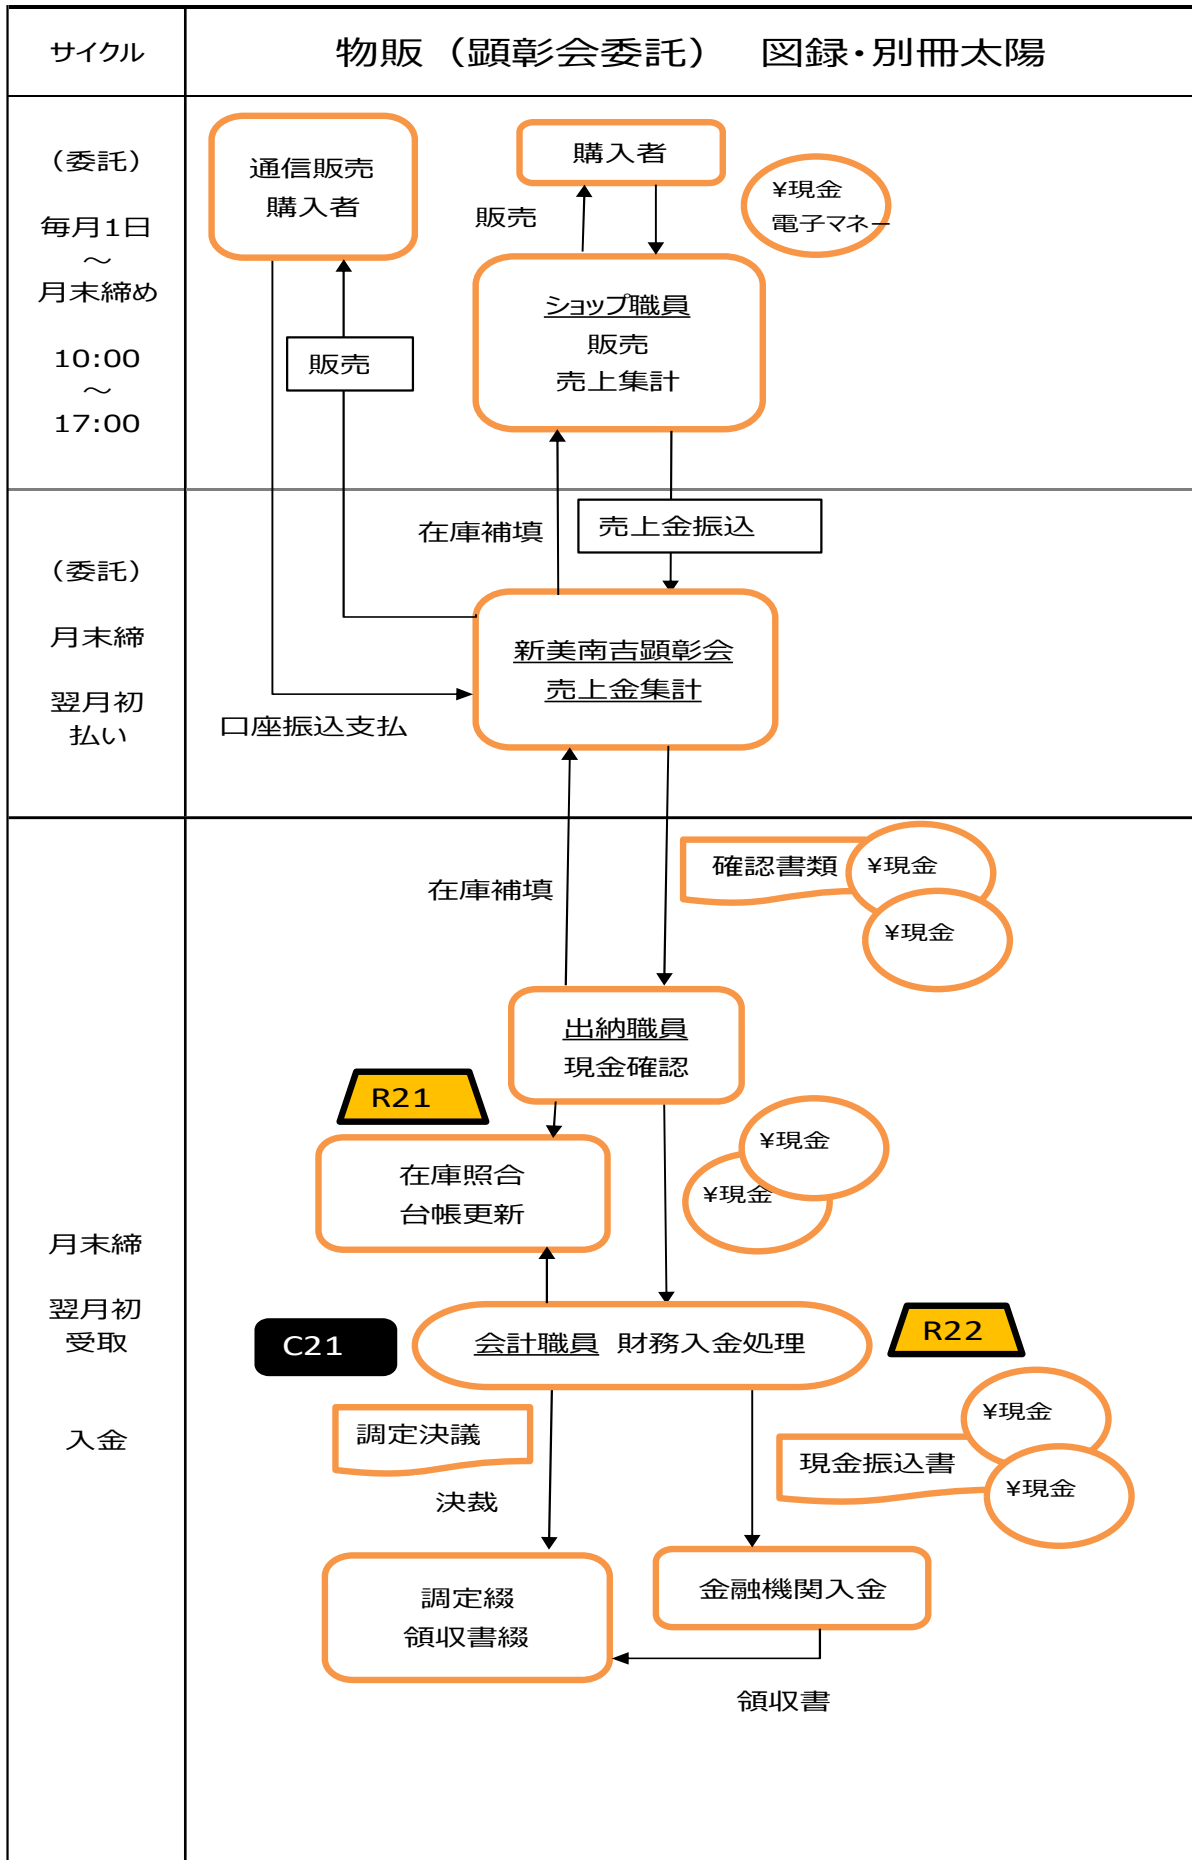 サイクル
物販（顕彰会委託）　図録・別冊太陽
（委託）
毎月1日
～
月末締め
10:00
～
17:00
通信販売
購入者
購入者
¥現金
電子マネー
販売
ショップ職員
販売
売上集計
販売
（委託）
月末締
翌月初
払い
在庫補填
売上金振込
新美南吉顕彰会
売上金集計
口座振込支払
月末締
翌月初
受取
入金
確認書類
¥現金
¥現金
在庫補填
出納職員
現金確認
R21
在庫照合
台帳更新
¥現金
¥現金
C21
会計職員 財務入金処理
R22
調定決議
決裁
現金振込書
¥現金
¥現金
調定綴
領収書綴
金融機関入金
領収書